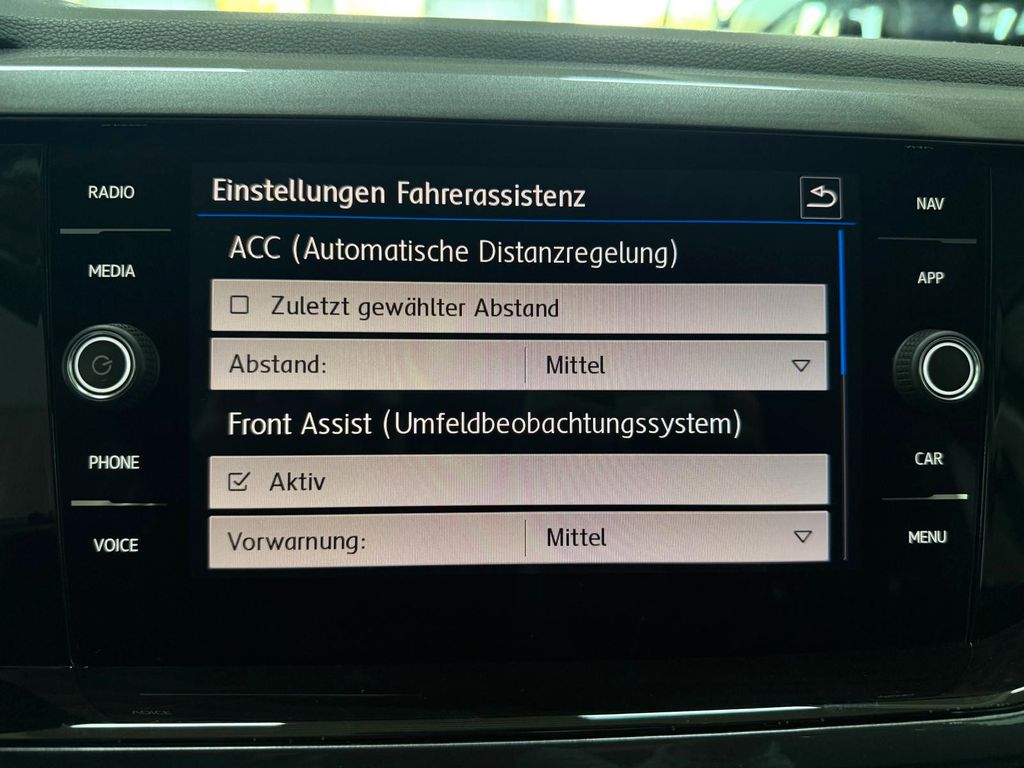 Einstellungen Fahrerassistenz
ACC (Automatische Distanzregelung)
Zuletzt gewählter Abstand
Abstand: Mittel
Front Assist (Umfeldbeobachtungssystem)
Aktiv
Vorwarnung: Mittel
RADIO
MEDIA
PHONE
VOICE
NAV
APP
CAR
MENU